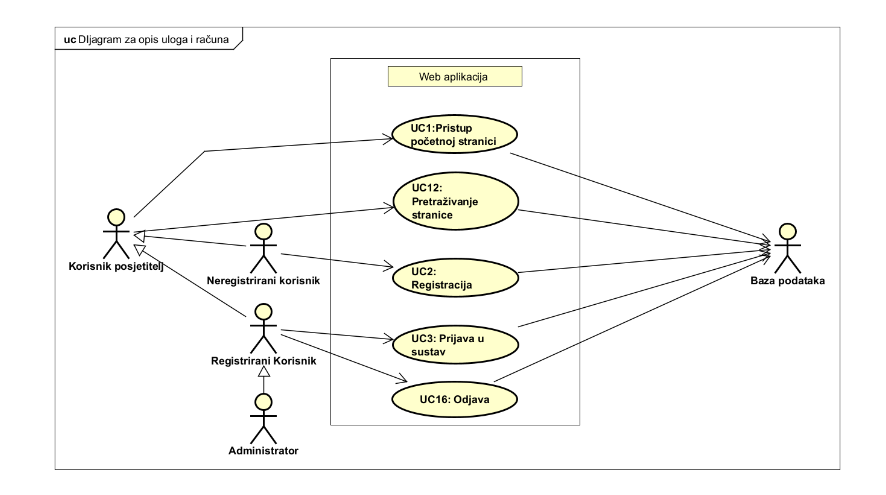 uc DIjagram za opis uloga i računa
Web aplikacija
UC1:Pristup
početnoj stranici
UC12:
Pretraživanje
stranice
Korisnik posjetitelj
Neregistrirani korisnik
UC2:
Registracija
Baza podataka
UC3: Prijava u
sustav
Registrirani Korisnik
UC16: Odjava
Administrator